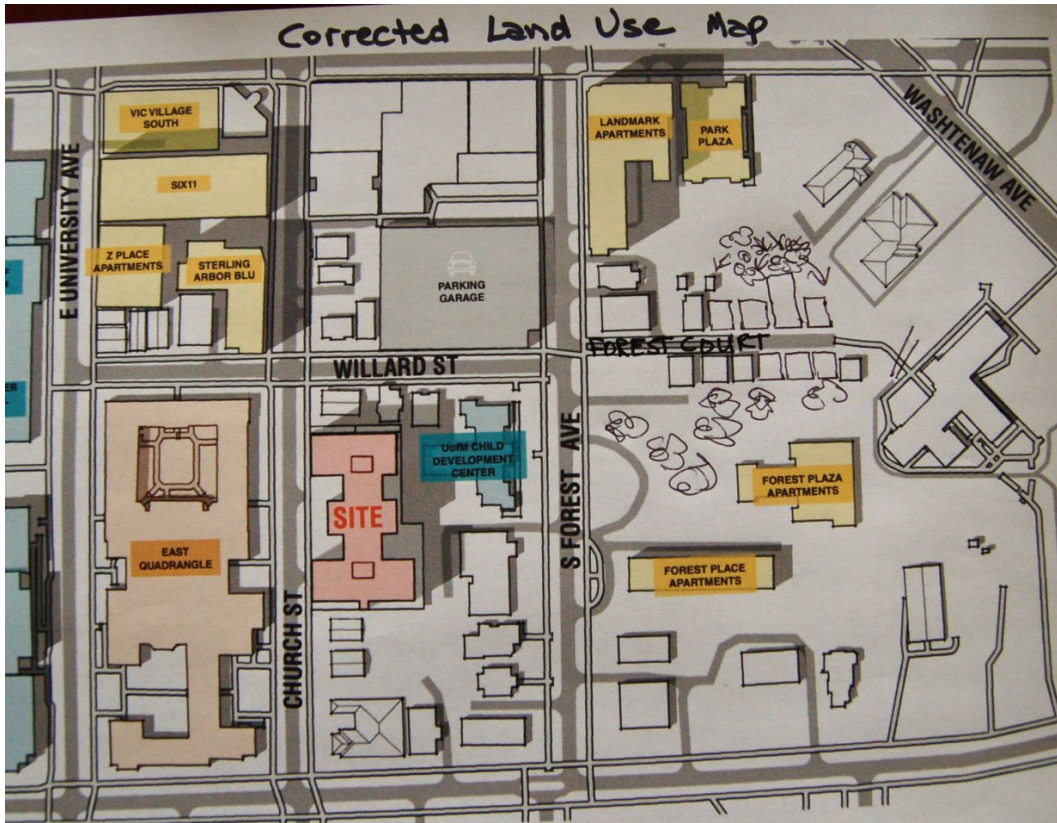 Corrected Land Use Map
WASHTENAW AVE
VIC VILLAGE
SOUTH
LANDMARK
APARTMENTS
PARK
PLAZA
E UNIVERSITY AVE
SIX11
Z PLACE
APARTMENTS
STERLING
ARBOR BLU
PARKING
GARAGE
FOREST COURT
WILLARD ST
UofM CHILD
DEVELOPMENT
CENTER
S FOREST AVE
FOREST PLAZA
APARTMENTS
SITE
EAST
QUADRANGLE
FOREST PLACE
APARTMENTS
CHURCH ST